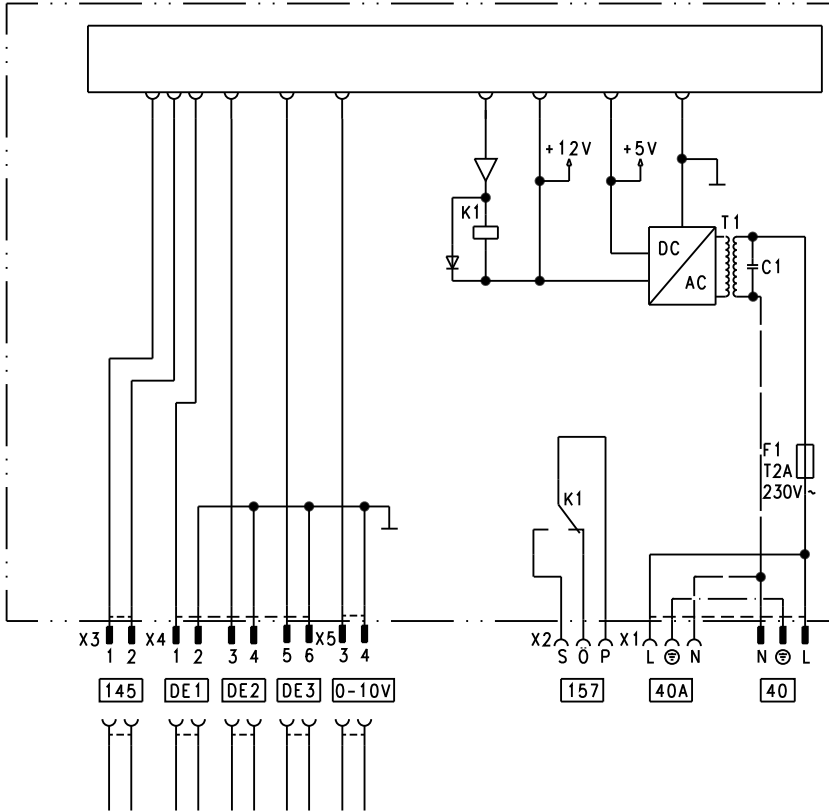 +12V +5V
K1
T1
DC
AC
C1
F1
T2A
230V~
K1
X3 X4 X5 X2 X1
1 2 1 2 3 4 5 6 3 4 S Ö P L N N L
145 DE1 DE2 DE3 0-10V 157 40A 40